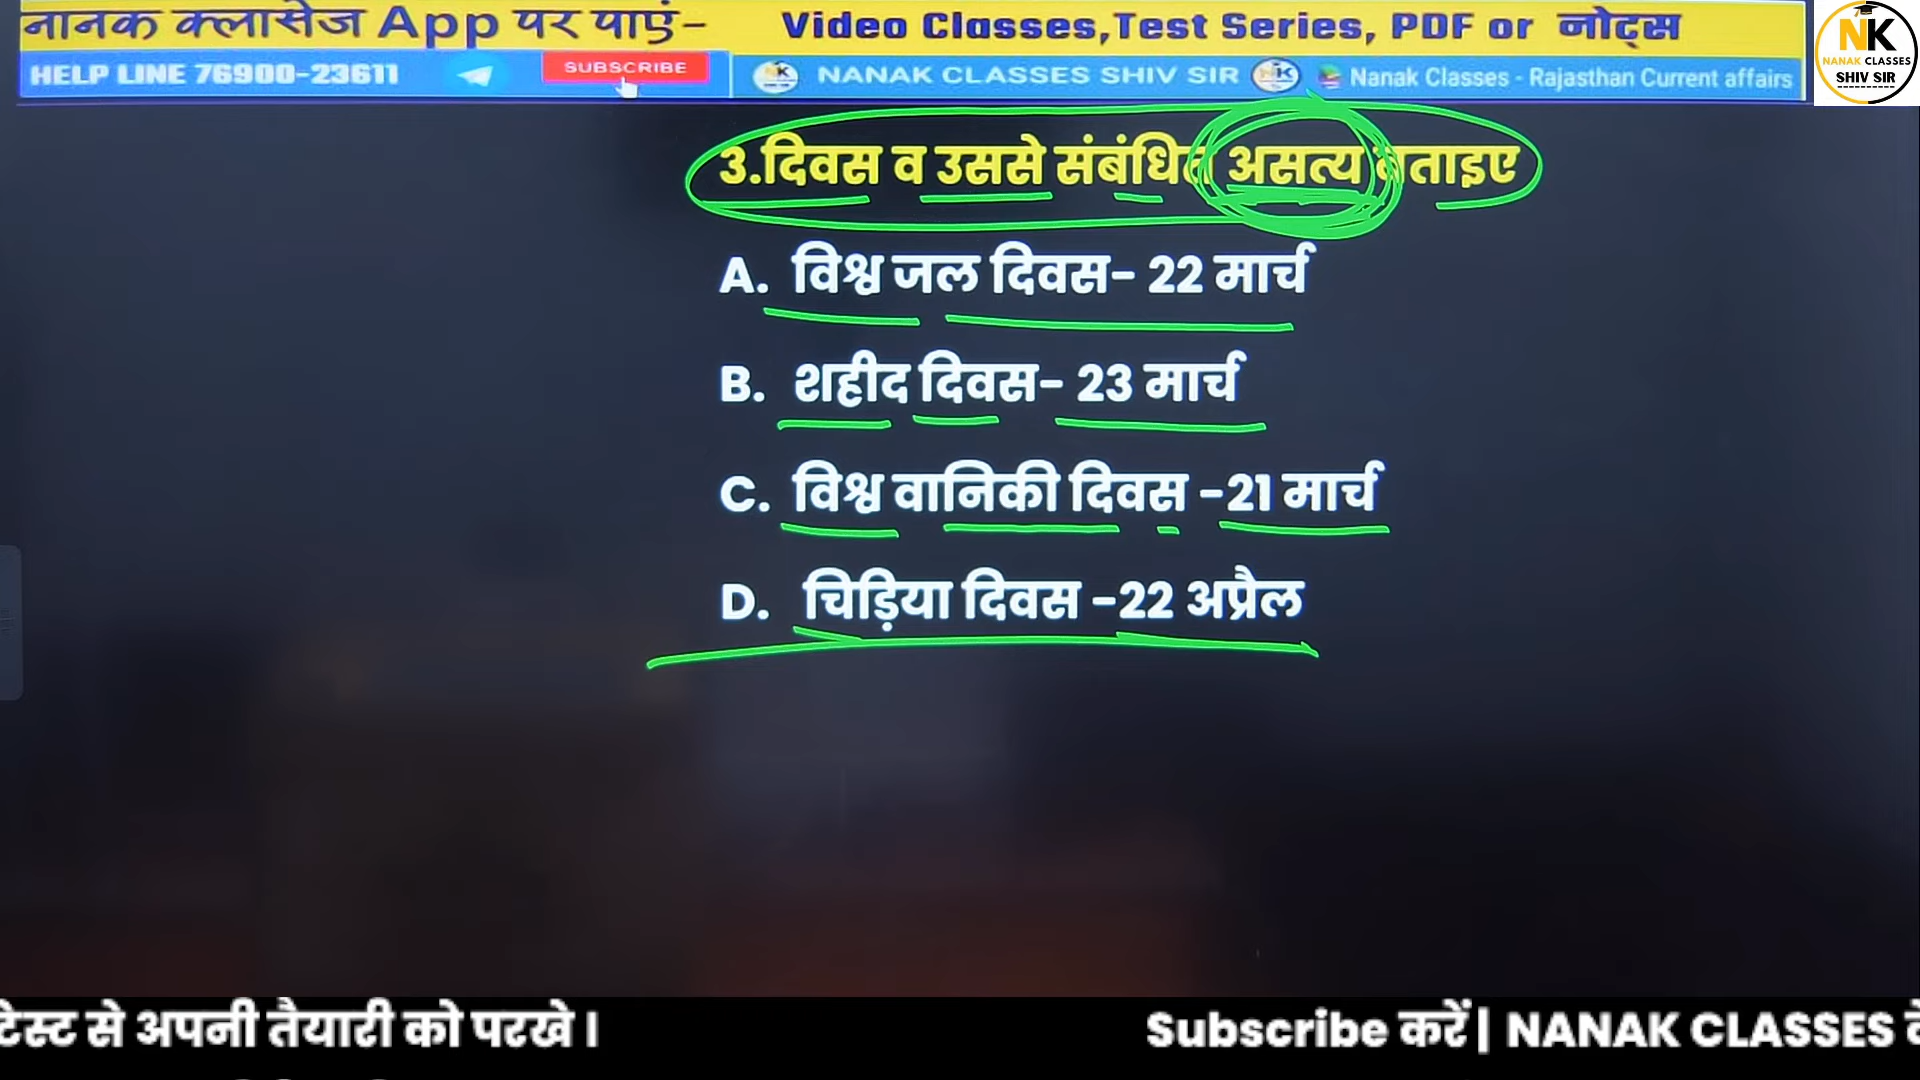 नानक क्लासेज App पर पाएं- Video Classes,Test Series, PDF or नोट्स
HELP LINE 76900-23611 SUBSCRIBE NANAK CLASSES SHIV SIR Nanak Classes - Rajasthan Current affairs
NK
NANAK CLASSES
SHIV SIR
3.दिवस व उससे संबंधित असत्य बताइए
A. विश्व जल दिवस- 22 मार्च
B. शहीद दिवस- 23 मार्च
C. विश्व वानिकी दिवस -21 मार्च
D. चिड़िया दिवस -22 अप्रैल
टेस्ट से अपनी तैयारी को परखे । Subscribe करें| NANAK CLASSES